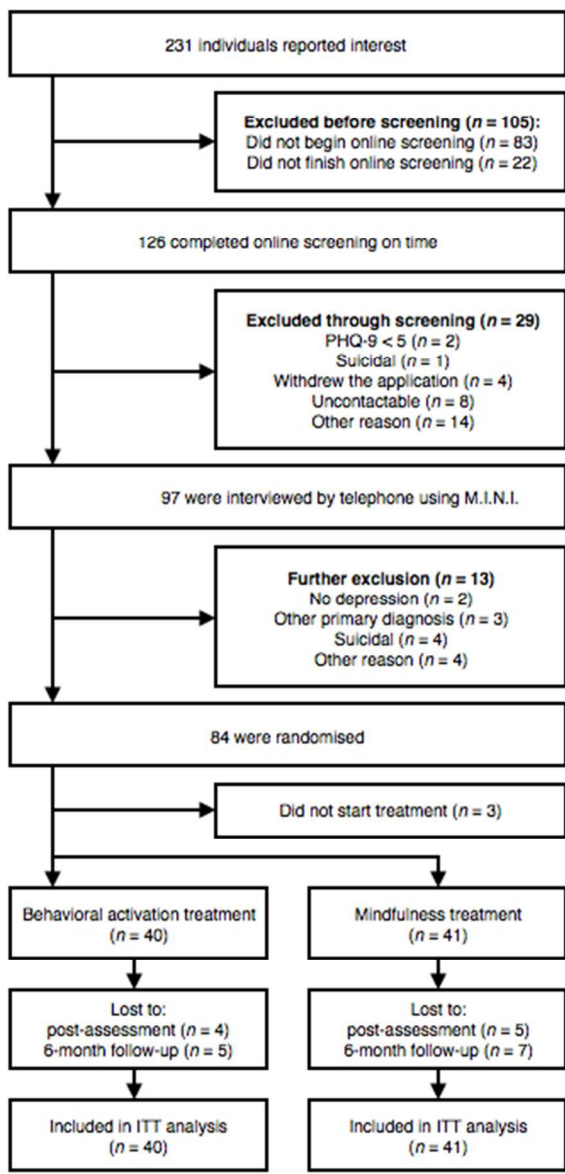 231 individuals reported interest
Excluded before screening (n = 105):
Did not begin online screening (n = 83)
Did not finish online screening (n = 22)
126 completed online screening on time
Excluded through screening (n = 29)
PHQ-9 < 5 (n = 2)
Suicidal (n = 1)
Withdrew the application (n = 4)
Uncontactable (n = 8)
Other reason (n = 14)
97 were interviewed by telephone using M.I.N.I.
Further exclusion (n = 13)
No depression (n = 2)
Other primary diagnosis (n = 3)
Suicidal (n = 4)
Other reason (n = 4)
84 were randomised
Did not start treatment (n = 3)
Behavioral activation treatment
(n = 40)
Mindfulness treatment
(n = 41)
Lost to:
post-assessment (n = 4)
6-month follow-up (n = 5)
Lost to:
post-assessment (n = 5)
6-month follow-up (n = 7)
Included in ITT analysis
(n = 40)
Included in ITT analysis
(n = 41)